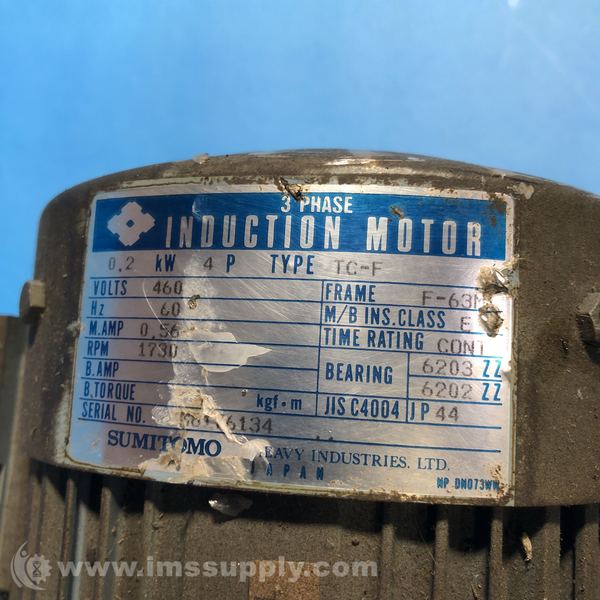 3 PHASE
INDUCTION MOTOR
0.2 kW 4 P TYPE TC-F
VOLTS 460
FRAME F-63M
Hz 60
M/B INS.CLASS E
M.AMP 0.56
TIME RATING CONT
RPM 1730
BEARING 6203 ZZ
6202 ZZ
B.AMP
B.TORQUE kgf·m
JIS C4004 JP 44
SERIAL NO.
SUMITOMO HEAVY INDUSTRIES. LTD.
JAPAN
NP DN073WW
www.imssupply.com